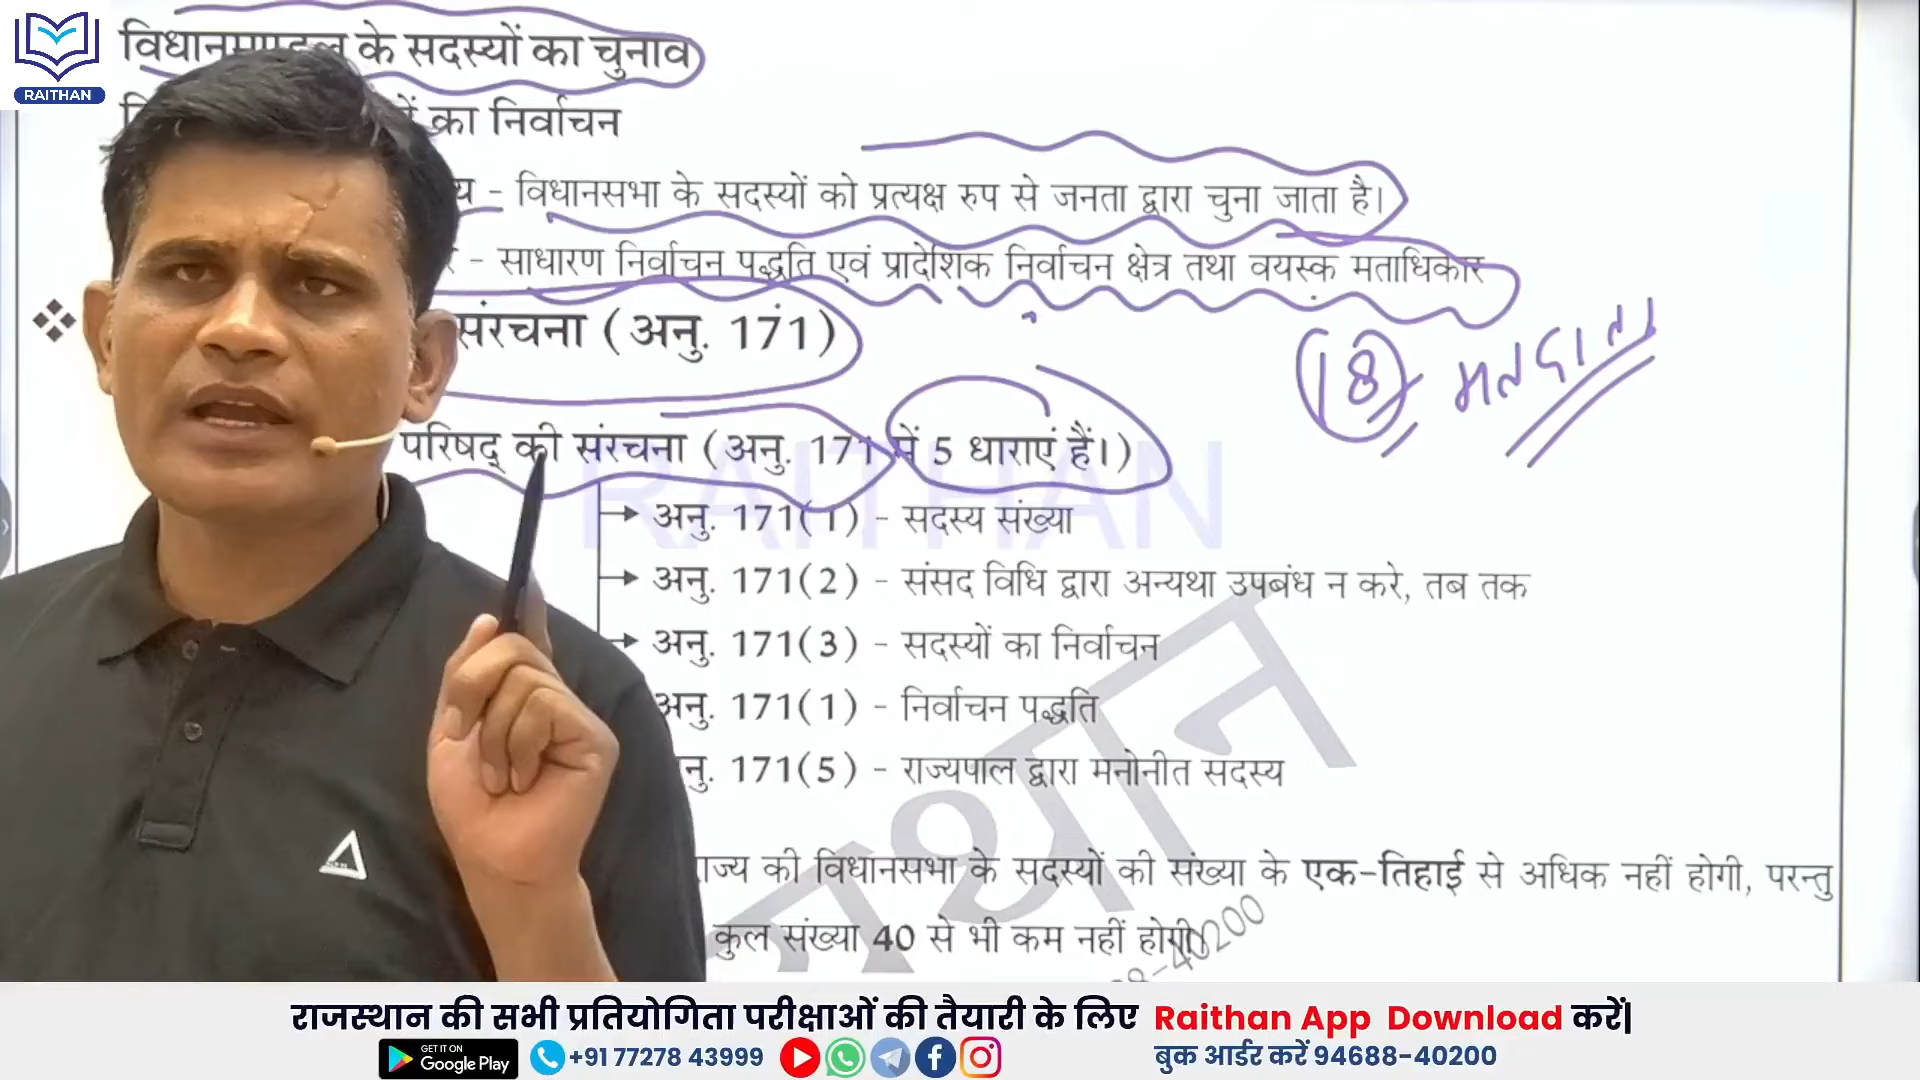 RAITHAN
के सदस्यों का चुनाव
का निर्वाचन
- विधानसभा के सदस्यों को प्रत्यक्ष रुप से जनता द्वारा चुना जाता है।
- साधारण निर्वाचन पद्धति एवं प्रादेशिक निर्वाचन क्षेत्र तथा वयस्क मताधिकार
संरचना (अनु. 171)
18 मतदाता
परिषद् की संरचना (अनु. 171 में 5 धाराएं हैं।)
RAITHAN
अनु. 171(1) - सदस्य संख्या
अनु. 171(2) - संसद विधि द्वारा अन्यथा उपबंध न करे, तब तक
अनु. 171(3) - सदस्यों का निर्वाचन
अनु. 171(1) - निर्वाचन पद्धति
नु. 171(5) - राज्यपाल द्वारा मनोनीत सदस्य
राज्य की विधानसभा के सदस्यों की संख्या के एक-तिहाई से अधिक नहीं होगी, परन्तु
कुल संख्या 40 से भी कम नहीं होगी
-40200
राजस्थान की सभी प्रतियोगिता परीक्षाओं की तैयारी के लिए Raithan App Download करें|
GET IT ON Google Play +91 77278 43999 बुक आर्डर करें 94688-40200